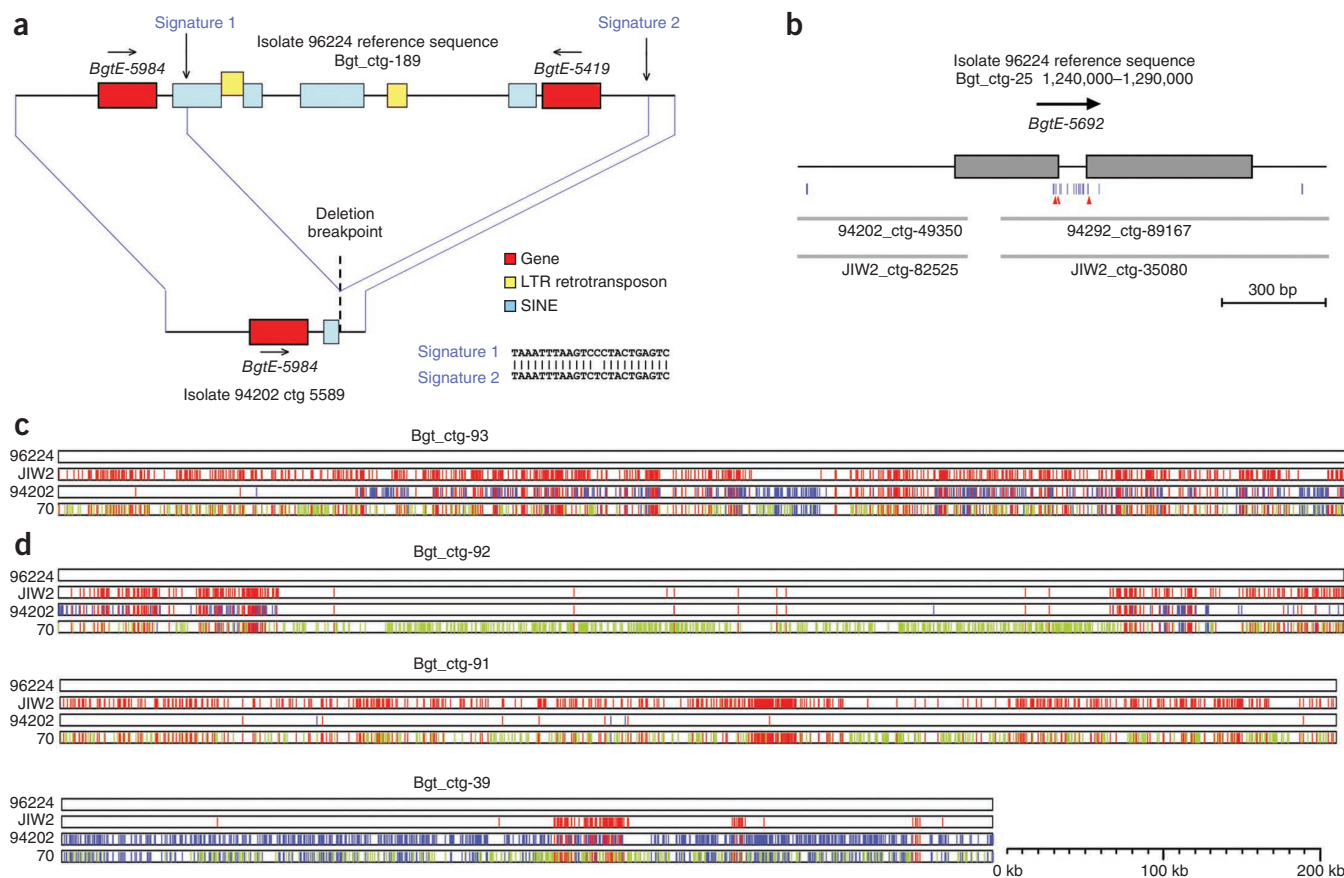 a
Signature 1
Signature 2
Isolate 96224 reference sequence
Bgt_ctg-189
BgtE-5984
BgtE-5419
Deletion
breakpoint
Gene
LTR retrotransposon
SINE
BgtE-5984
Isolate 94202 ctg 5589
Signature 1 TAAATTTAAGTCCCTACTGAGTC
Signature 2 TAAATTTAAGTCTCTACTGAGTC
b
Isolate 96224 reference sequence
Bgt_ctg-25 1,240,000–1,290,000
BgtE-5692
94202_ctg-49350
94292_ctg-89167
JIW2_ctg-82525
JIW2_ctg-35080
300 bp
c
Bgt_ctg-93
96224
JIW2
94202
70
d
Bgt_ctg-92
96224
JIW2
94202
70
Bgt_ctg-91
96224
JIW2
94202
70
Bgt_ctg-39
96224
JIW2
94202
70
0 kb
100 kb
200 kb